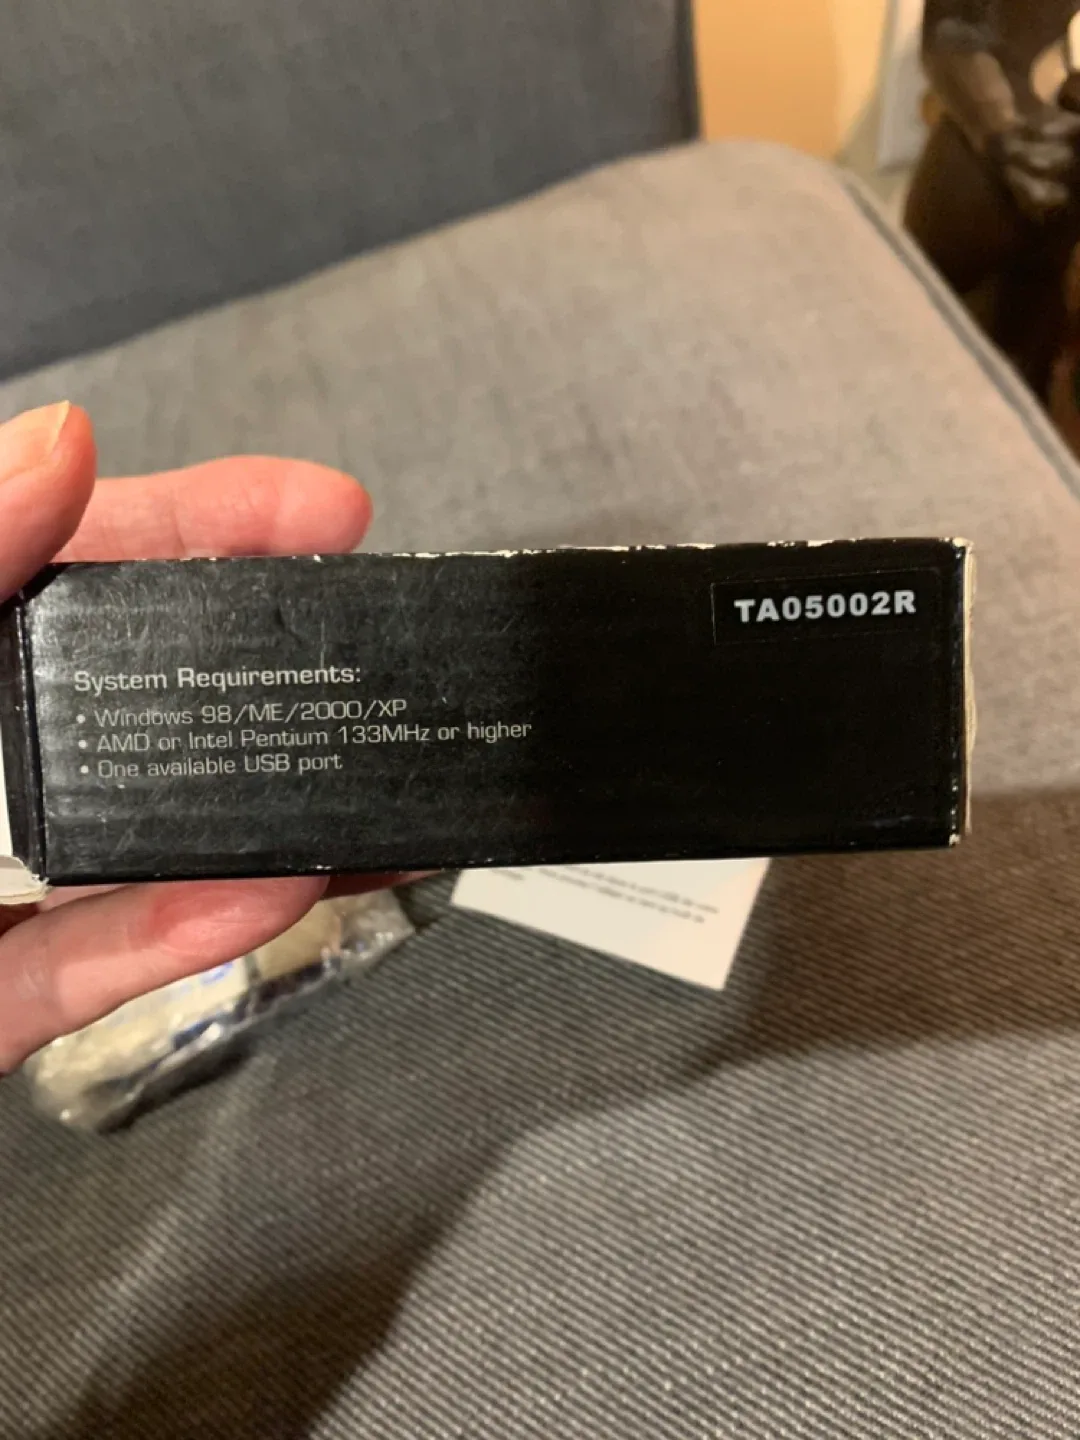 TA05002R
System Requirements:
• Windows 98/ME/2000/XP
• AMD or Intel Pentium 133MHz or higher
• One available USB port